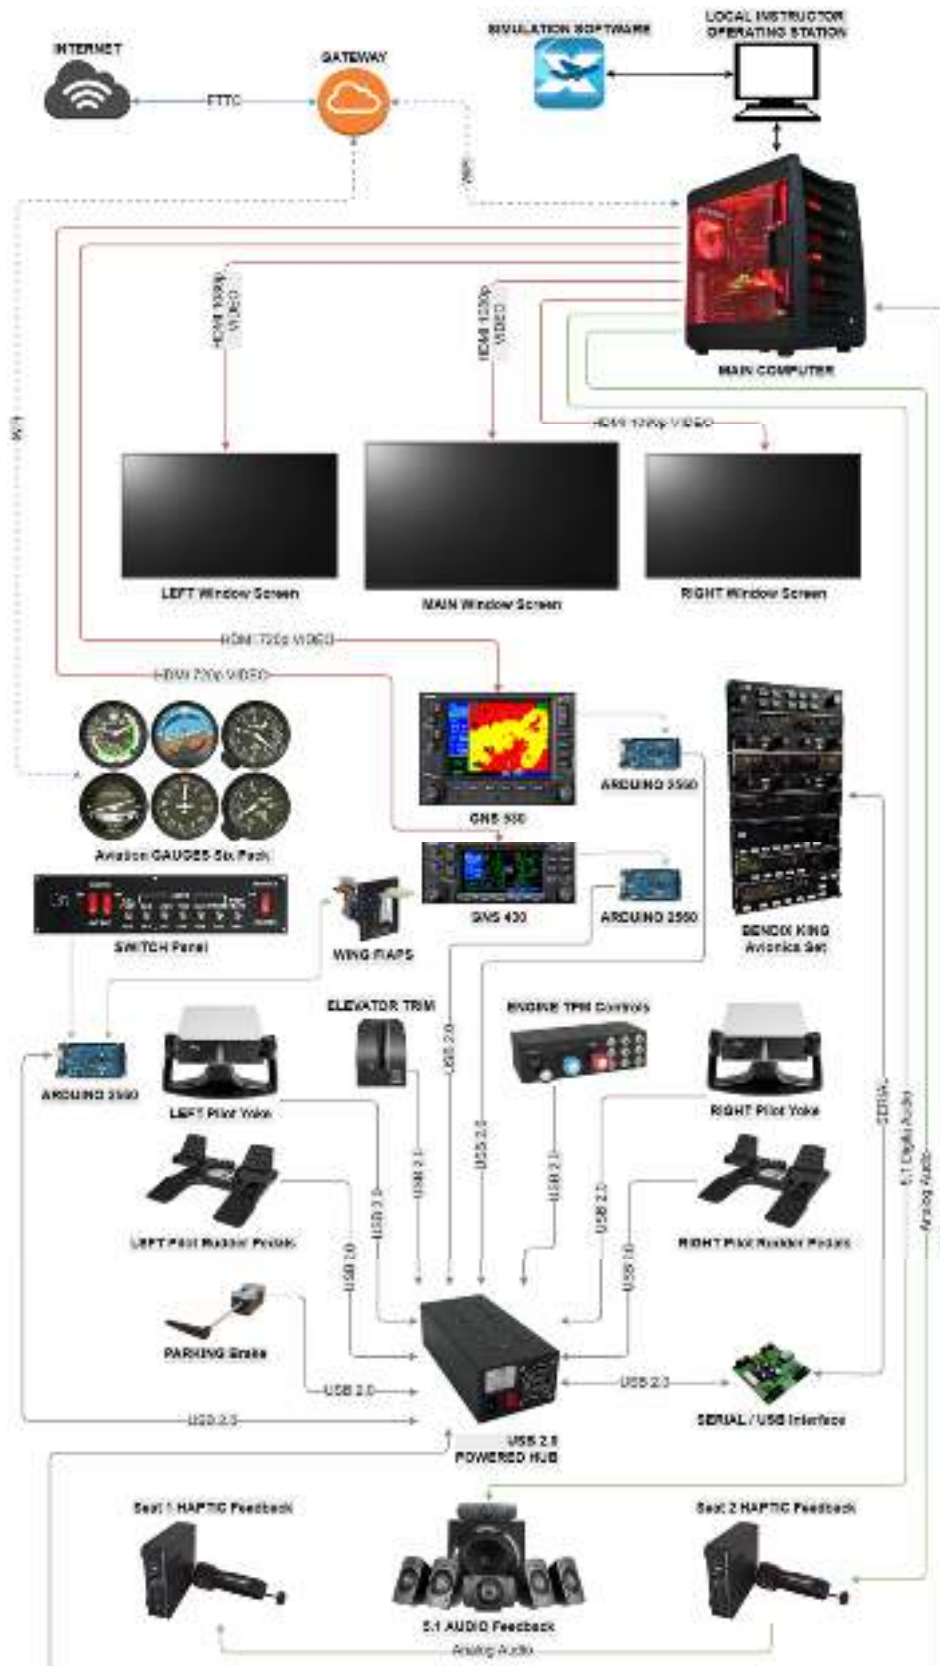 LOCAL INSTRUCTOR
OPERATING STATION
SIMULATION SOFTWARE
INTERNET
GATEWAY
FTTC
WIFI
MAIN COMPUTER
HDMI 1080p
VIDEO
HDMI 1080p
VIDEO
HDMI 1080p VIDEO
WIFI
LEFT Window Screen
MAIN Window Screen
RIGHT Window Screen
HDMI 720p VIDEO
HDMI 720p VIDEO
ARDUINO 2560
GNS 530
Aviation GAUGES Six Pack
GNS 430
ARDUINO 2560
BENDIX KING
Avionics Set
SWITCH Panel
WING FlAPS
ELEVATOR TRIM
ENGINE TPM Controls
ARDUINO 2560
LEFT Pilot Yoke
RIGHT Pilot Yoke
USB 2.0
USB 2.0
SERIAL
5.1 Digital Audio
Analog Audio
LEFT Pilot Rudder Pedals
RIGHT Pilot Rudder Pedals
USB 2.0
USB 2.0
USB 2.0
USB 2.0
USB 2.0
USB 2.0
USB 2.0
PARKING Brake
USB 2.0
USB 2.0
USB 2.0
SERIAL / USB Interface
USB 2.0
POWERED HUB
Seat 1 HAPTIC Feedback
Seat 2 HAPTIC Feedback
5.1 AUDIO Feedback
Analog Audio